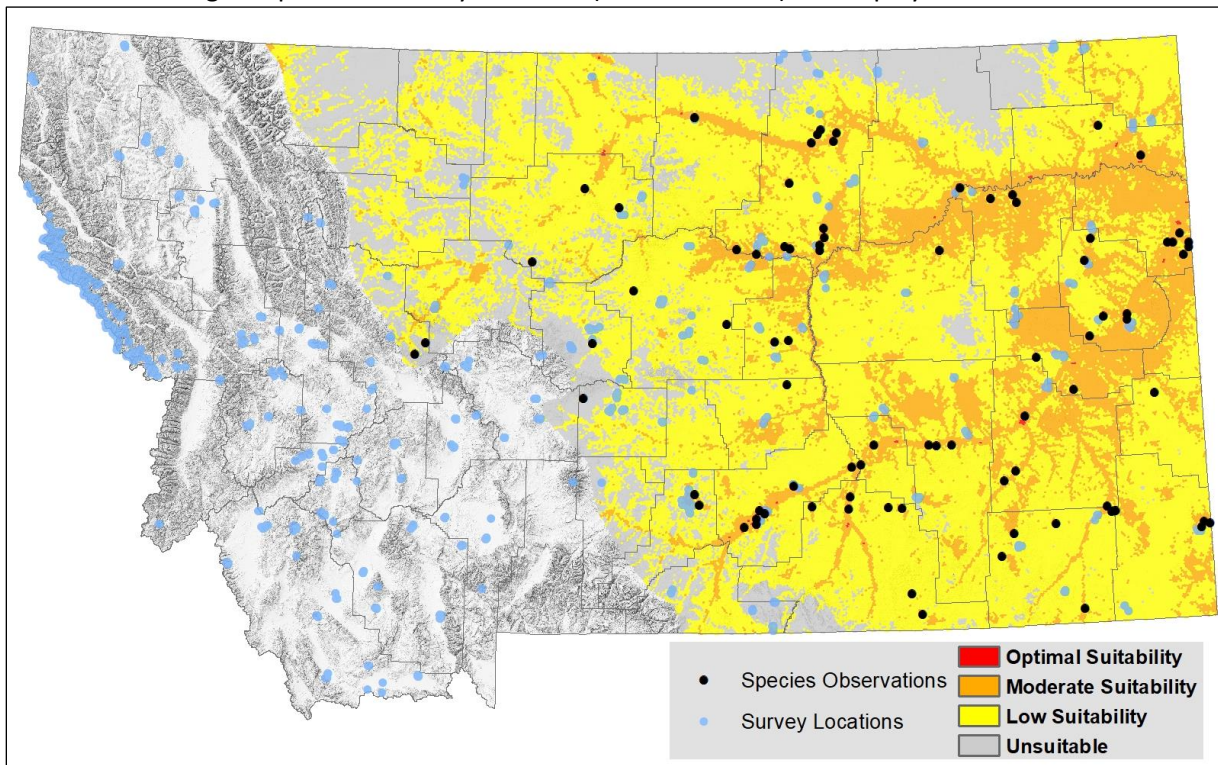 Species Observations
Survey Locations
Optimal Suitability
Moderate Suitability
Low Suitability
Unsuitable